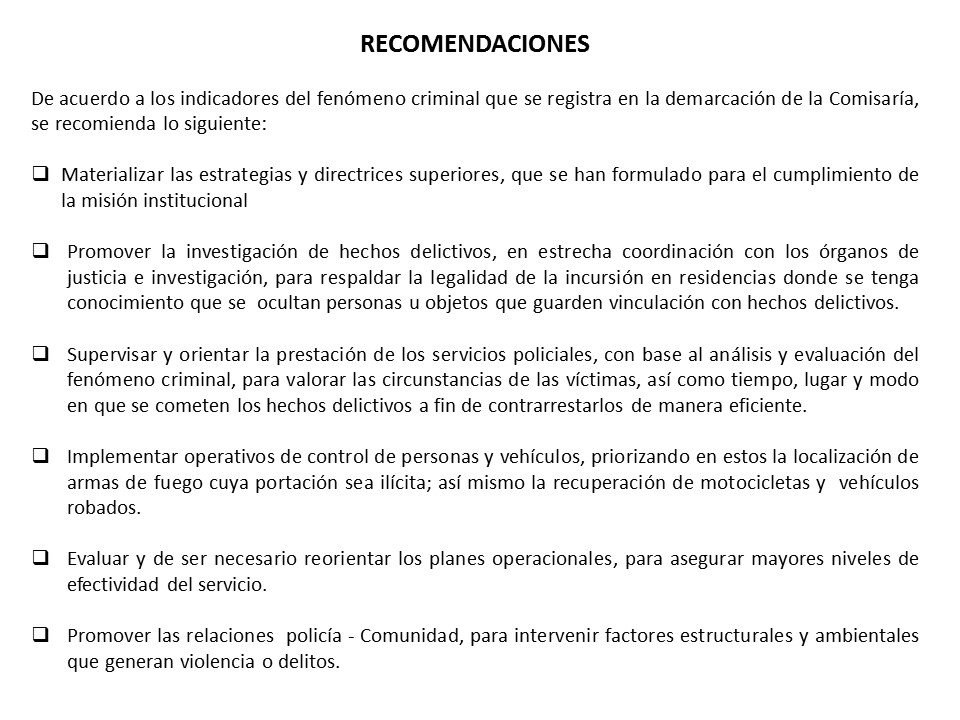 RECOMENDACIONES
De acuerdo a los indicadores del fenómeno criminal que se registra en la demarcación de la Comisaría,
se recomienda lo siguiente:
❑ Materializar las estrategias y directrices superiores, que se han formulado para el cumplimiento de
la misión institucional
❑ Promover la investigación de hechos delictivos, en estrecha coordinación con los órganos de
justicia e investigación, para respaldar la legalidad de la incursión en residencias donde se tenga
conocimiento que se ocultan personas u objetos que guarden vinculación con hechos delictivos.
❑ Supervisar y orientar la prestación de los servicios policiales, con base al análisis y evaluación del
fenómeno criminal, para valorar las circunstancias de las víctimas, así como tiempo, lugar y modo
en que se cometen los hechos delictivos a fin de contrarrestarlos de manera eficiente.
❑ Implementar operativos de control de personas y vehículos, priorizando en estos la localización de
armas de fuego cuya portación sea ilícita; así mismo la recuperación de motocicletas y vehículos
robados.
❑ Evaluar y de ser necesario reorientar los planes operacionales, para asegurar mayores niveles de
efectividad del servicio.
❑ Promover las relaciones policía - Comunidad, para intervenir factores estructurales y ambientales
que generan violencia o delitos.